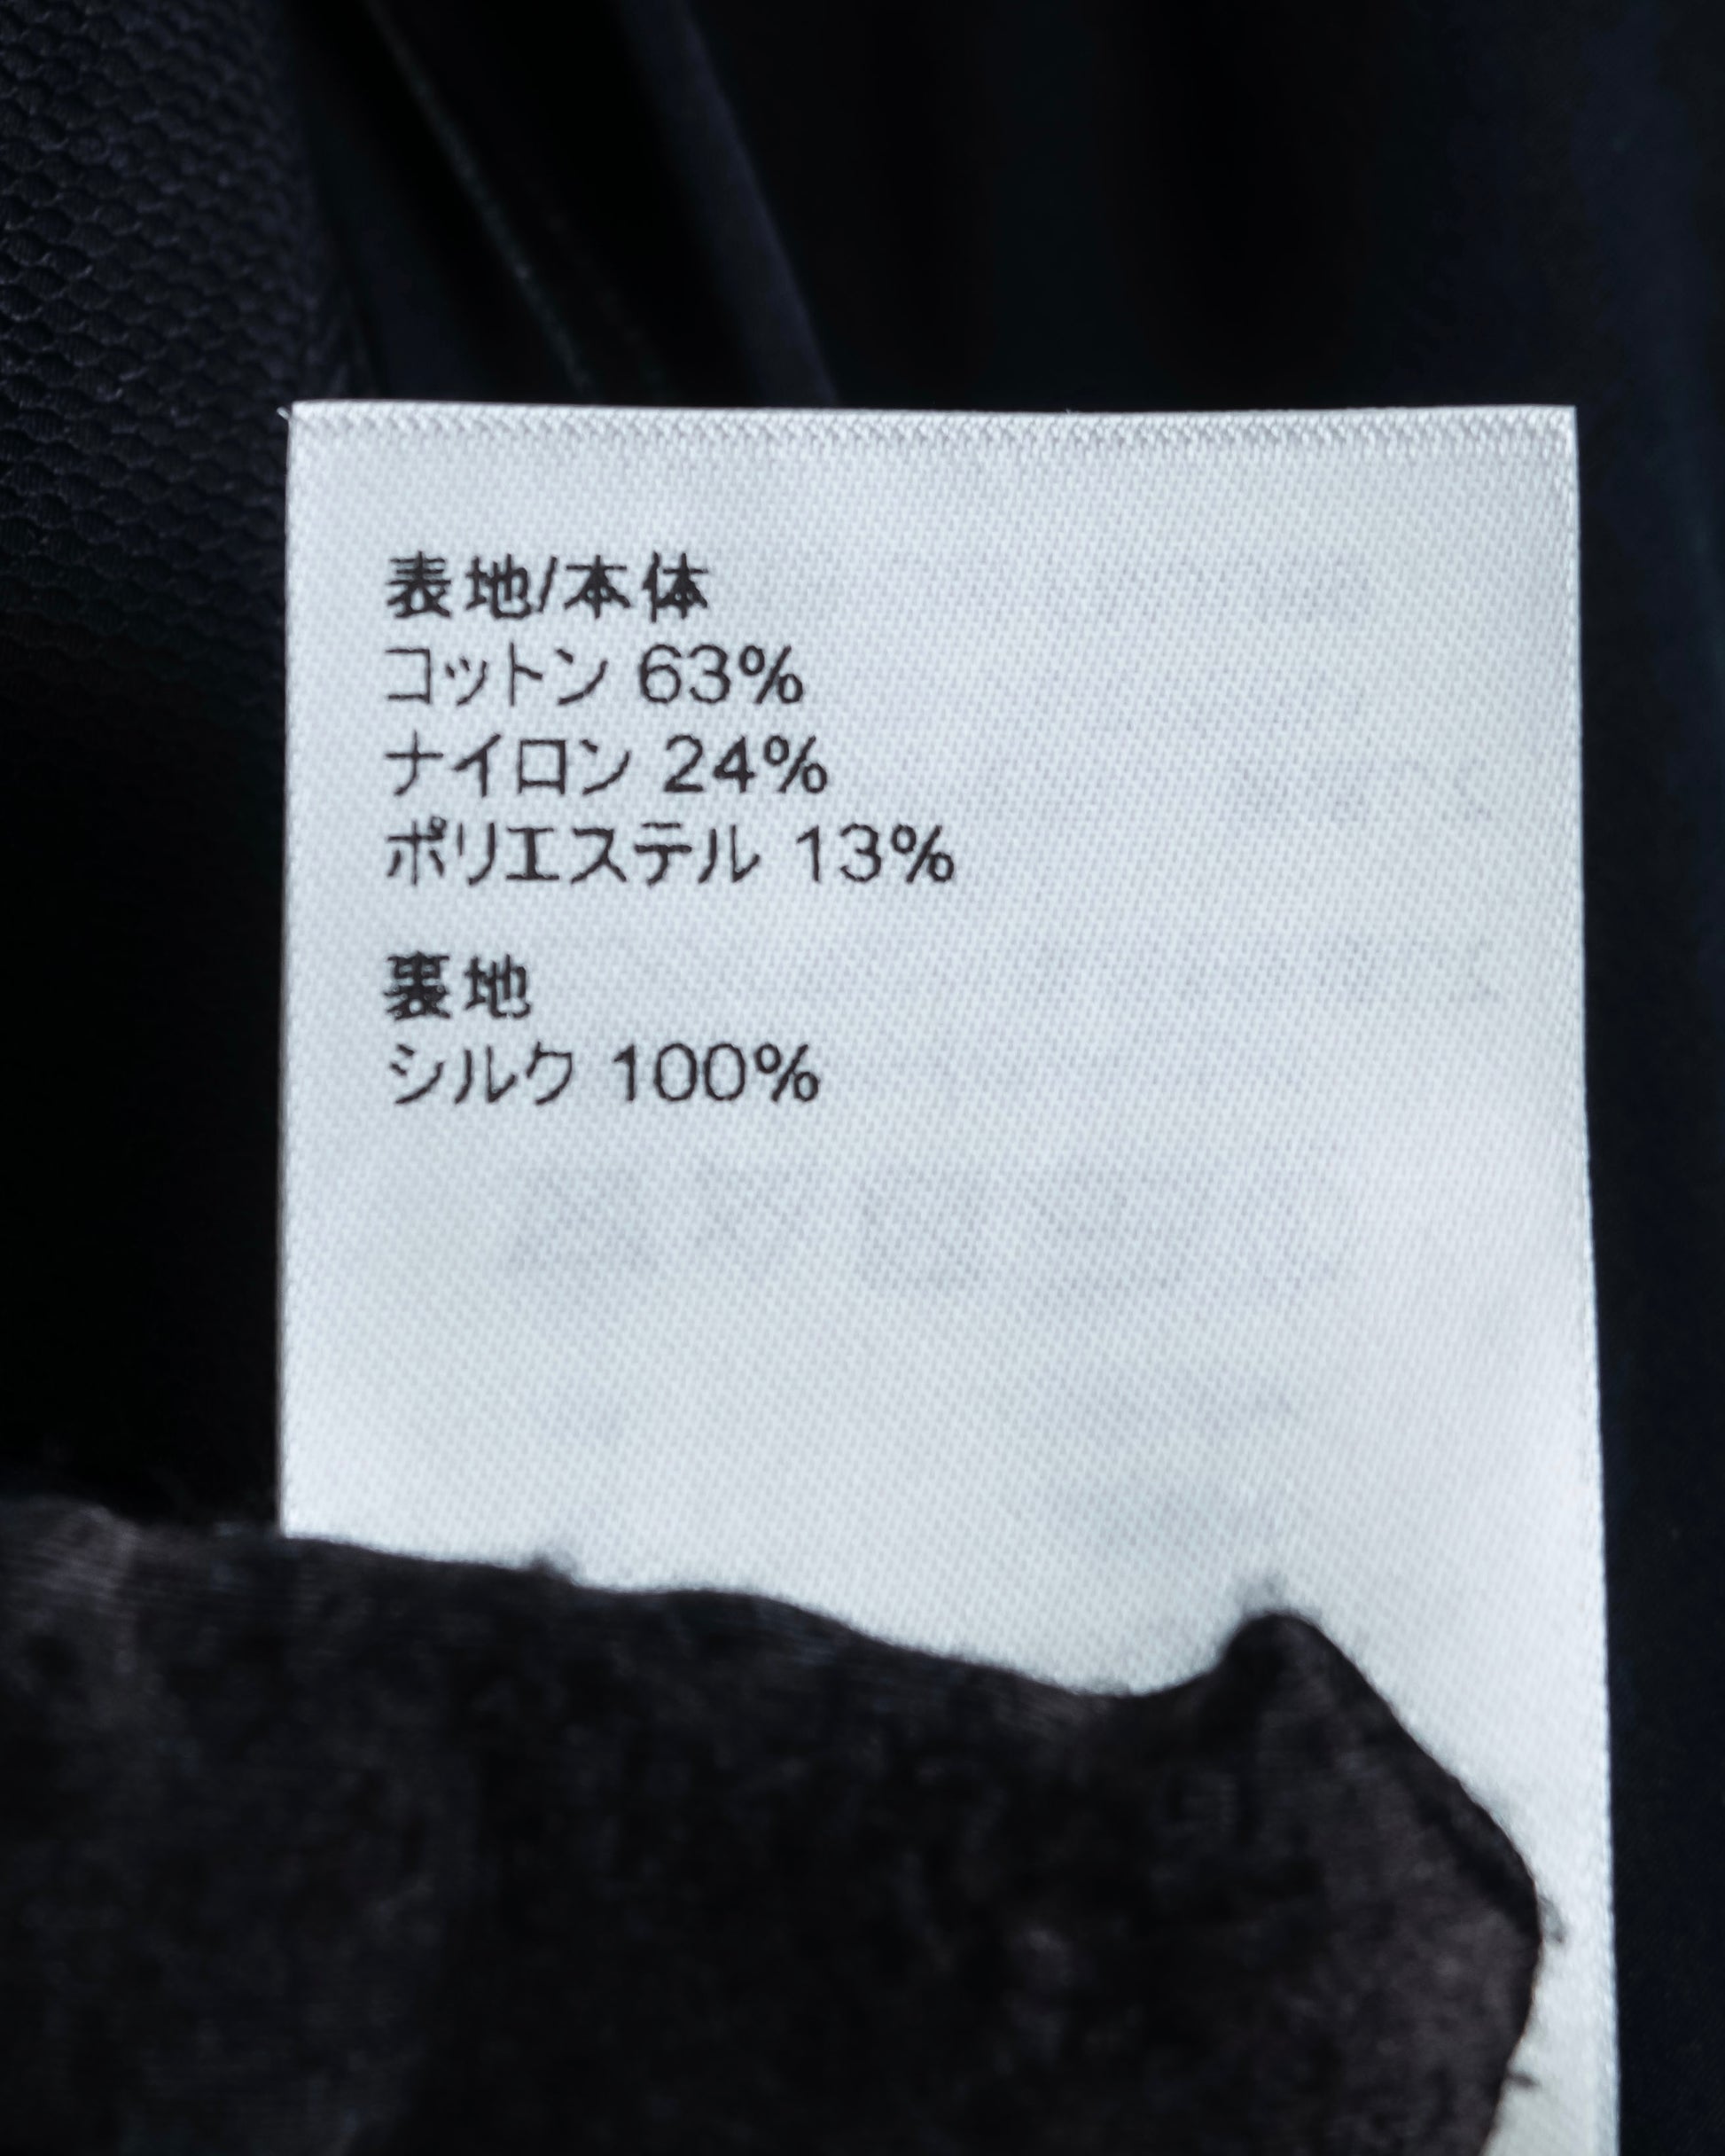 表地/本体
コットン 63%
ナイロン 24%
ポリエステル 13%
裏地
シルク 100%